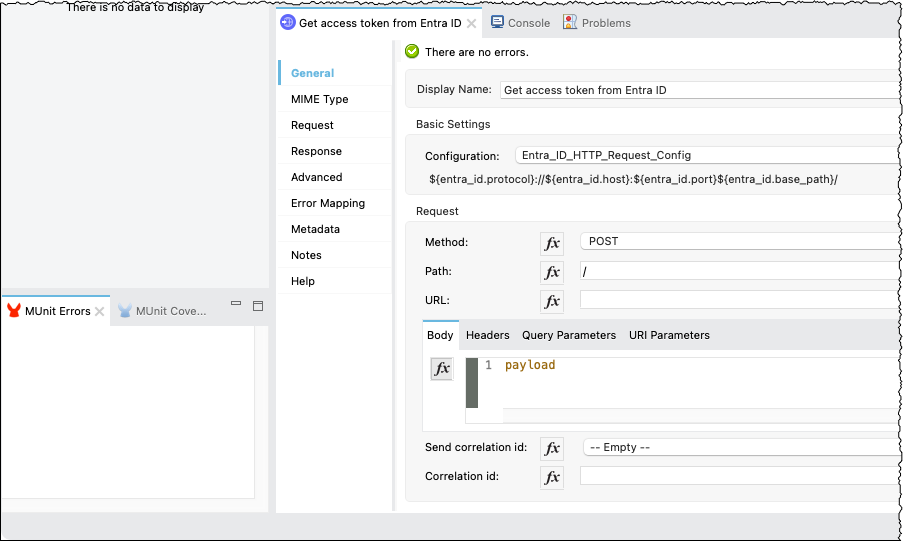 There is no data to display
Get access token from Entra ID
Console
Problems
There are no errors.
General
MIME Type
Request
Response
Advanced
Error Mapping
Metadata
Notes
Help
Display Name: Get access token from Entra ID
Basic Settings
Configuration: Entra_ID_HTTP_Request_Config
${entra_id.protocol}://${entra_id.host}:${entra_id.port}${entra_id.base_path}/
Request
Method: fx POST
Path: fx /
URL: fx
Body Headers Query Parameters URI Parameters
fx 1 payload
Send correlation id: fx -- Empty --
Correlation id: fx
MUnit Errors
MUnit Cove...